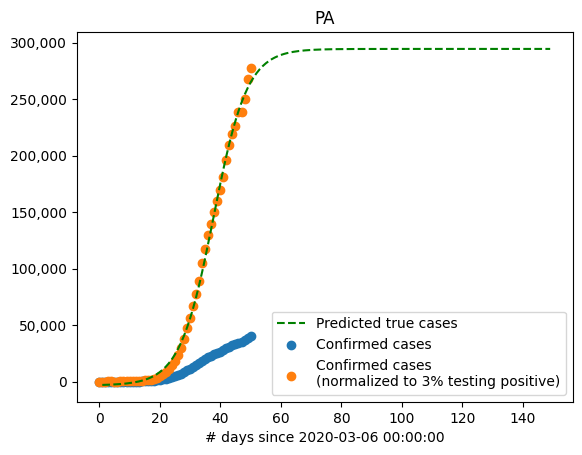 PA
300,000
250,000
200,000
150,000
100,000
50,000
0
Predicted true cases
Confirmed cases
Confirmed cases
(normalized to 3% testing positive)
0 20 40 60 80 100 120 140
# days since 2020-03-06 00:00:00